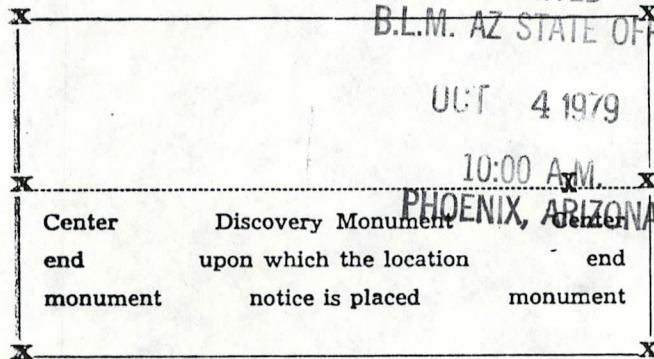 X X
B.L.M. AZ STATE OFF
OCT 4 1979
10:00 A.M.
X X X
PHOENIX, ARIZONA
Center Discovery Monument Center
end upon which the location end
monument notice is placed monument
X X